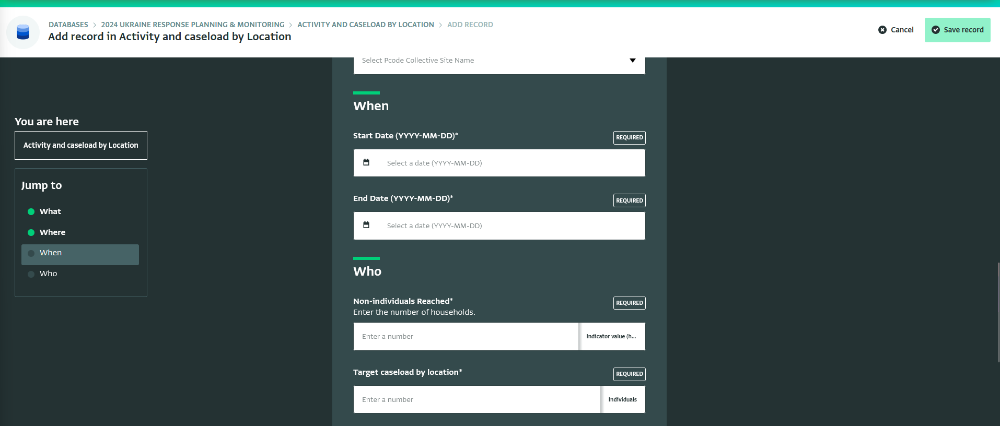 DATABASES > 2024 UKRAINE RESPONSE PLANNING & MONITORING > ACTIVITY AND CASELOAD BY LOCATION > ADD RECORD
Add record in Activity and caseload by Location
Cancel
Save record
You are here
Activity and caseload by Location
Jump to
What
Where
When
Who
Select Pcode Collective Site Name
When
Start Date (YYYY-MM-DD)*
REQUIRED
Select a date (YYYY-MM-DD)
End Date (YYYY-MM-DD)*
REQUIRED
Select a date (YYYY-MM-DD)
Who
Non-individuals Reached*
REQUIRED
Enter the number of households.
Enter a number
Indicator value (h...
Target caseload by location*
REQUIRED
Enter a number
Individuals